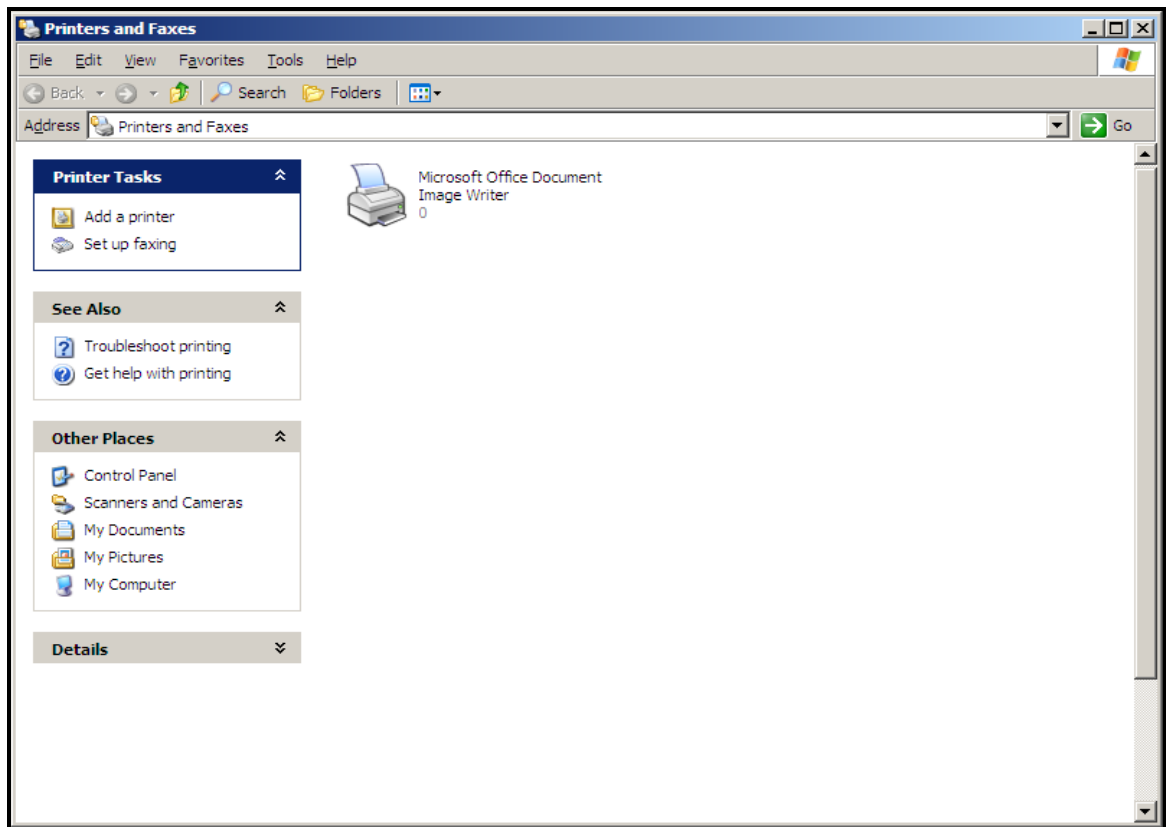 Printers and Faxes
File Edit View Favorites Tools Help
Back Search Folders
Address Printers and Faxes Go
Printer Tasks
Add a printer
Set up faxing
See Also
Troubleshoot printing
Get help with printing
Other Places
Control Panel
Scanners and Cameras
My Documents
My Pictures
My Computer
Details
Microsoft Office Document
Image Writer
0